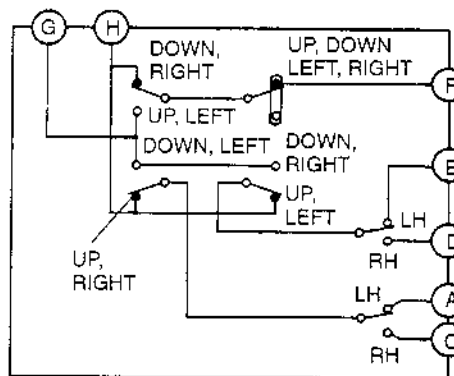 G
H
DOWN,
RIGHT
UP, DOWN
LEFT, RIGHT
UP, LEFT
DOWN, LEFT
DOWN,
RIGHT
UP,
LEFT
UP,
RIGHT
LH
RH
LH
RH
E
D
A